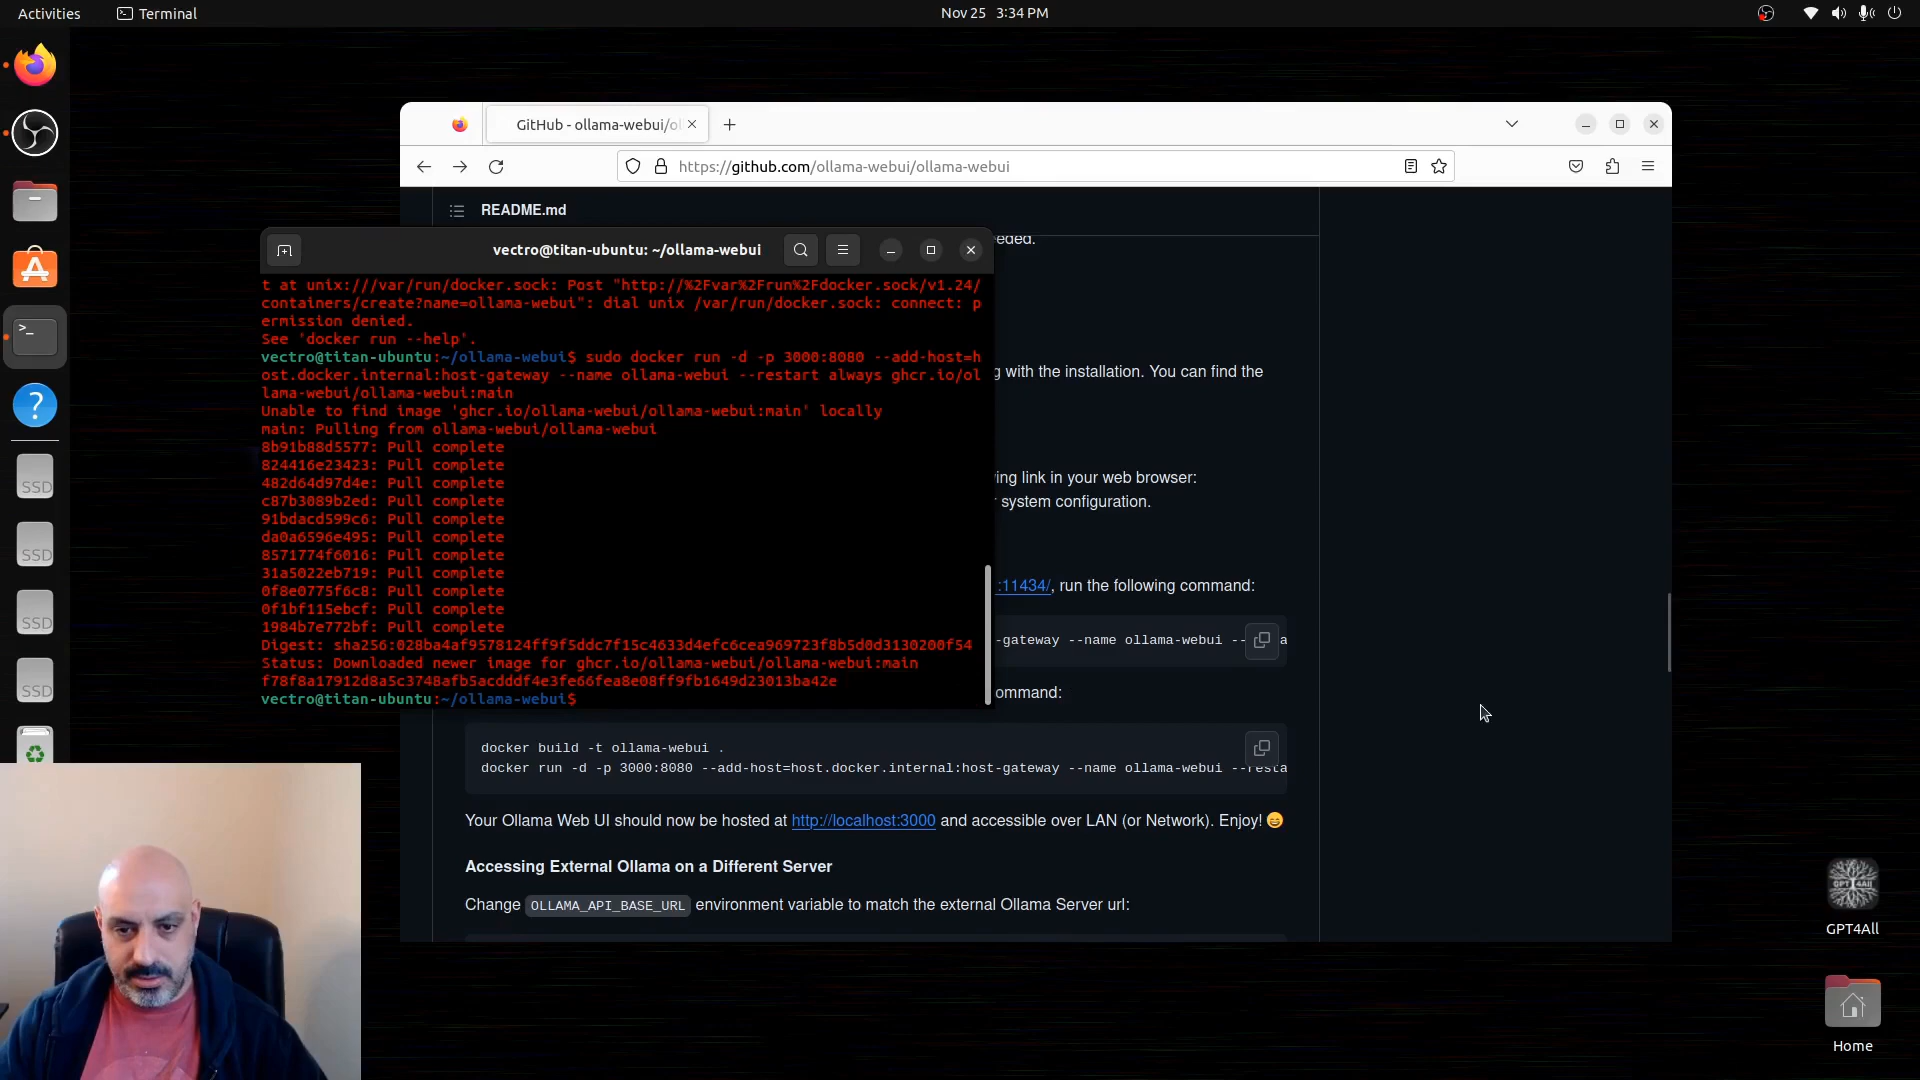 Activities
Terminal
Nov 25 3:34 PM
GitHub - ollama-webui/ol
https://github.com/ollama-webui/ollama-webui
README.md
eded.
vectro@titan-ubuntu: ~/ollama-webui
t at unix:///var/run/docker.sock: Post "http://%2Fvar%2Frun%2Fdocker.sock/v1.24/
containers/create?name=ollama-webui": dial unix /var/run/docker.sock: connect: p
ermission denied.
See 'docker run --help'.
vectro@titan-ubuntu:~/ollama-webui$ sudo docker run -d -p 3000:8080 --add-host=h
ost.docker.internal:host-gateway --name ollama-webui --restart always ghcr.io/ol
lama-webui/ollama-webui:main
Unable to find image 'ghcr.io/ollama-webui/ollama-webui:main' locally
main: Pulling from ollama-webui/ollama-webui
8b91b88d5577: Pull complete
824416e23423: Pull complete
482d64d97d4e: Pull complete
c87b3089b2ed: Pull complete
91bdacd599c6: Pull complete
da0a6596e495: Pull complete
8571774f6016: Pull complete
31a5022eb719: Pull complete
0f8e0775f6c8: Pull complete
0f1bf115ebcf: Pull complete
1984b7e772bf: Pull complete
Digest: sha256:028ba4af9578124ff9f5ddc7f15c4633d4efc6cea969723f8b5d0d3130200f54
Status: Downloaded newer image for ghcr.io/ollama-webui/ollama-webui:main
f78f8a17912d8a5c3748afb5acdddf4e3fe66fea8e08ff9fb1649d23013ba42e
vectro@titan-ubuntu:~/ollama-webui$
g with the installation. You can find the
ving link in your web browser:
r system configuration.
:11434/, run the following command:
-gateway --name ollama-webui --
ommand:
docker build -t ollama-webui .
docker run -d -p 3000:8080 --add-host=host.docker.internal:host-gateway --name ollama-webui --resta
Your Ollama Web UI should now be hosted at http://localhost:3000 and accessible over LAN (or Network). Enjoy! 😄
Accessing External Ollama on a Different Server
Change OLLAMA_API_BASE_URL environment variable to match the external Ollama Server url:
SSD
SSD
SSD
SSD
GPT4All
GPT4All
Home